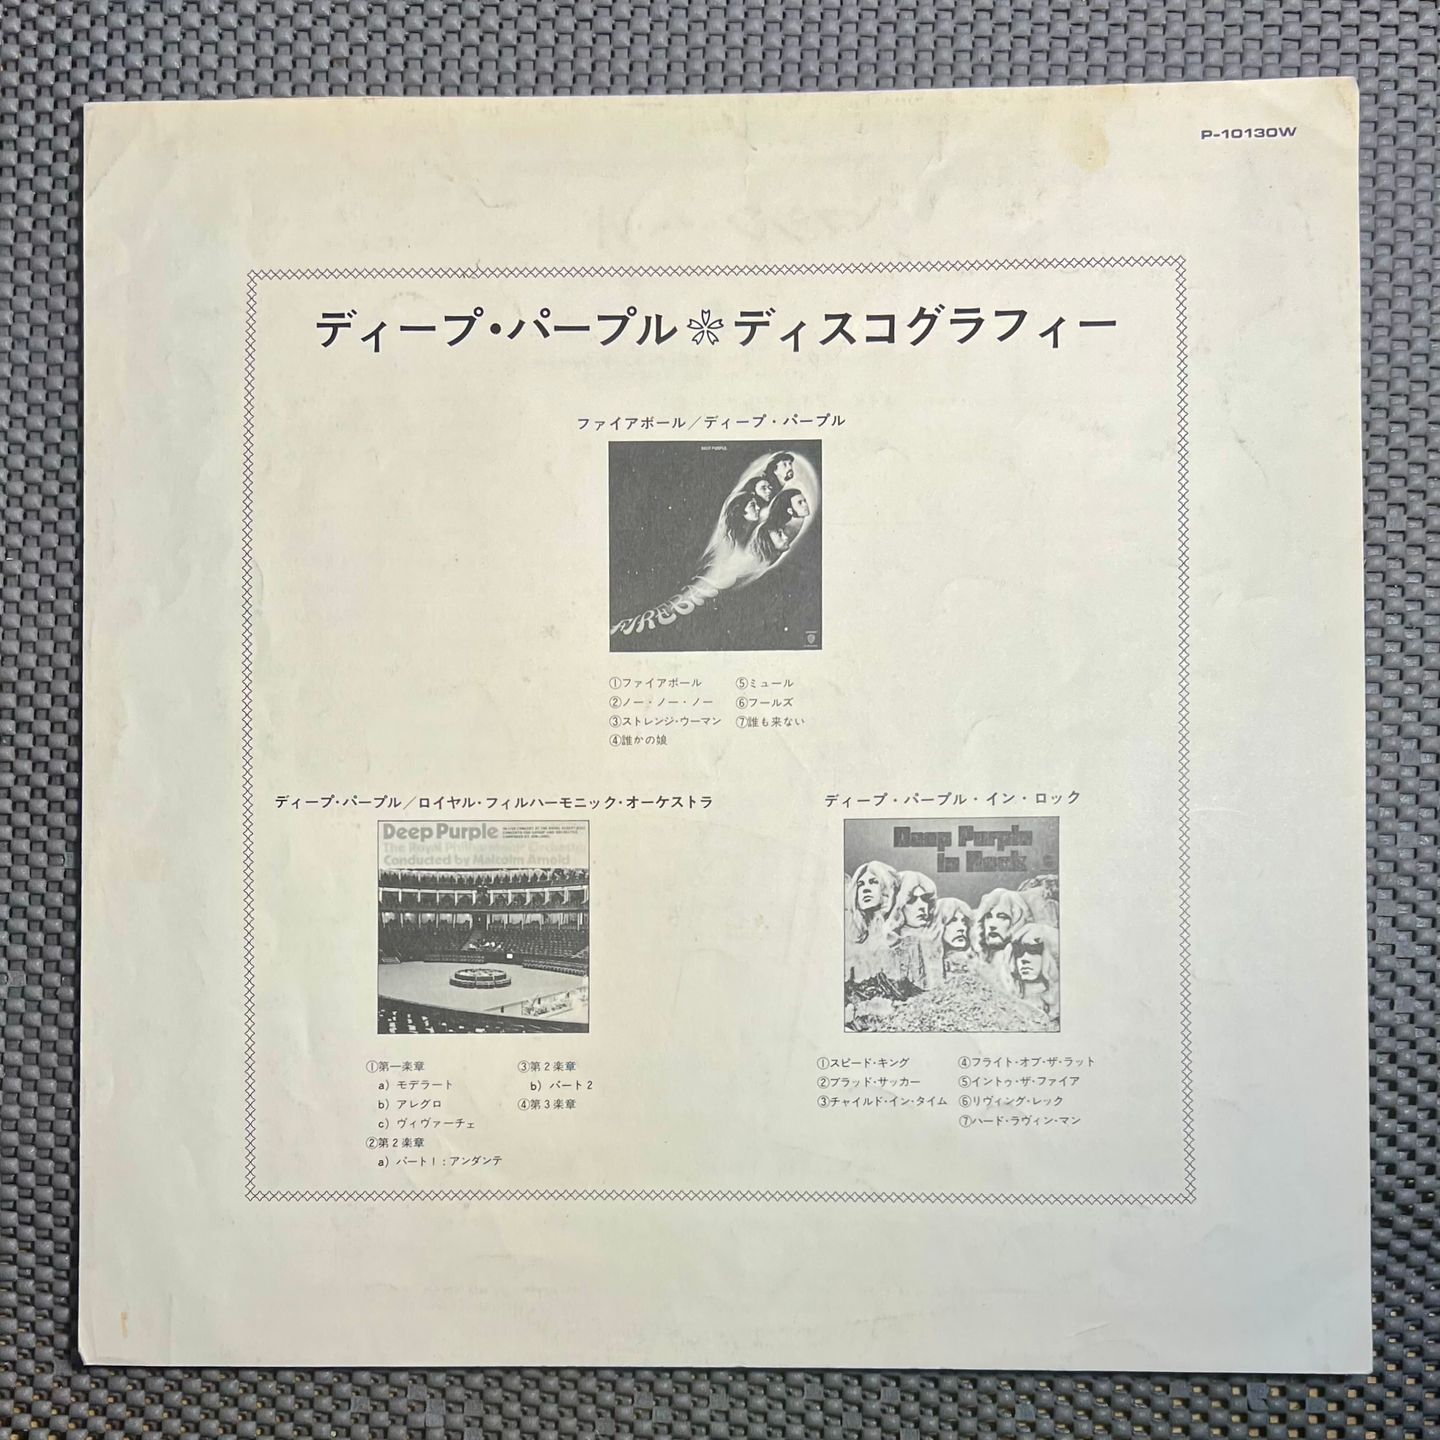 P-10130W
ディープ・パープル❀ディスコグラフィー
ファイアボール／ディープ・パープル
DEEP PURPLE
FIREBALL
①ファイアボール
②ノー・ノー・ノー
③ストレンジ・ウーマン
④誰かの娘
⑤ミュール
⑥フールズ
⑦誰も来ない
ディープ・パープル／ロイヤル・フィルハーモニック・オーケストラ
Deep Purple
The Royal Philharmonic Orchestra
Conducted by Malcolm Arnold
①第一楽章
a）モデラート
b）アレグロ
c）ヴィヴァーチェ
②第2楽章
a）パートI：アンダンテ
③第2楽章
b）パート2
④第3楽章
ディープ・パープル・イン・ロック
Deep Purple
in Rock
①スピード・キング
②ブラッド・サッカー
③チャイルド・イン・タイム
④フライト・オブ・ザ・ラット
⑤イントゥ・ザ・ファイア
⑥リヴィング・レック
⑦ハード・ラヴィン・マン